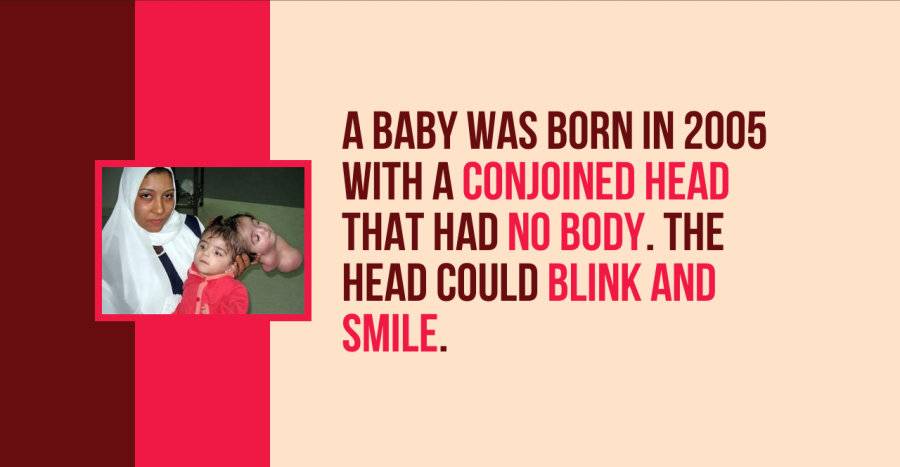 A BABY WAS BORN IN 2005
WITH A CONJOINED HEAD
THAT HAD NO BODY. THE
HEAD COULD BLINK AND
SMILE.